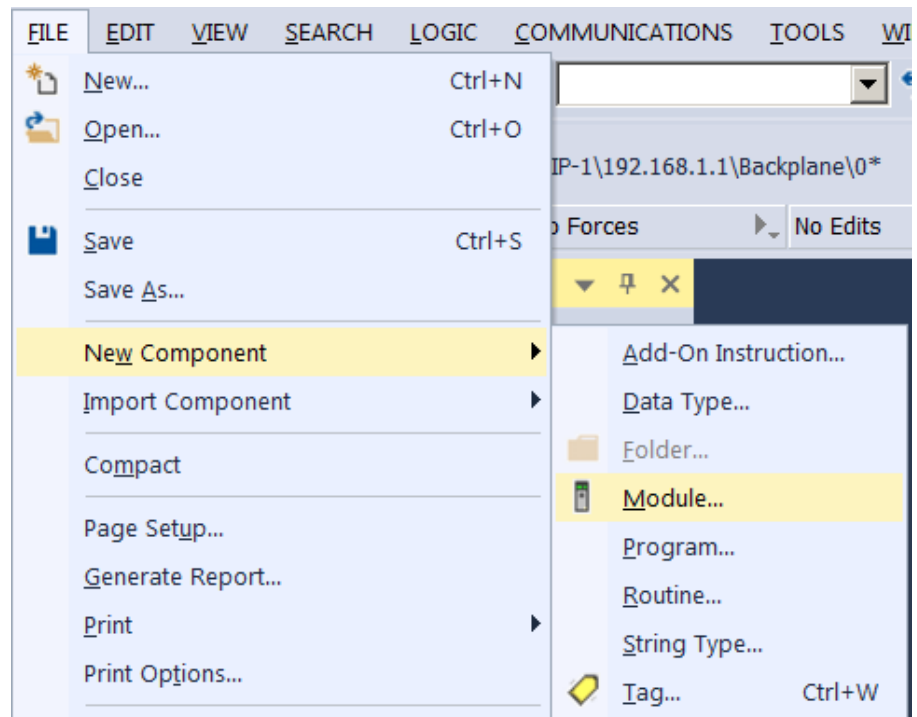 FILE EDIT VIEW SEARCH LOGIC COMMUNICATIONS TOOLS
New... Ctrl+N
Open... Ctrl+O
Close
IP-1\192.168.1.1\Backplane\0*
Save Ctrl+S
Forces No Edits
Save As...
New Component
Add-On Instruction...
Import Component
Data Type...
Folder...
Compact
Module...
Page Setup...
Program...
Generate Report...
Routine...
Print
String Type...
Print Options...
Tag... Ctrl+W